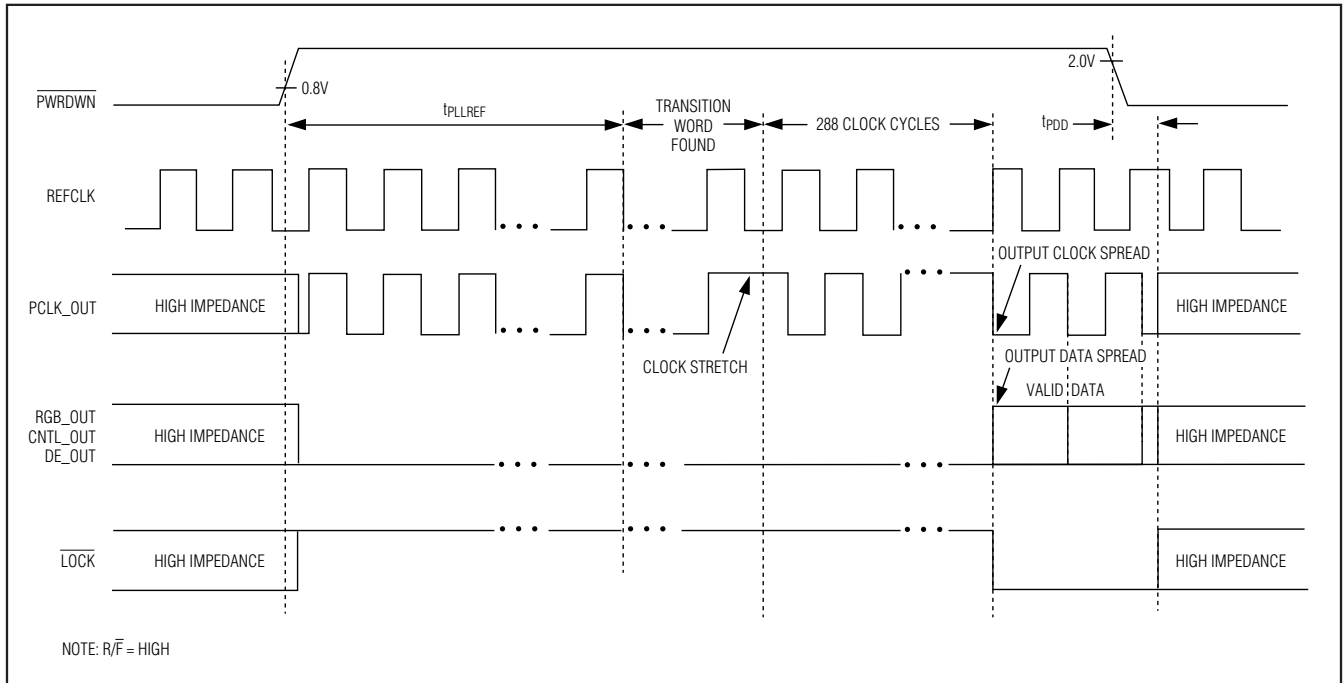 2.0V
0.8V
PWRDWN
tPLLREF
TRANSITION
WORD
FOUND
288 CLOCK CYCLES
tPDD
REFCLK
OUTPUT CLOCK SPREAD
PCLK_OUT
HIGH IMPEDANCE
HIGH IMPEDANCE
CLOCK STRETCH
OUTPUT DATA SPREAD
VALID DATA
RGB_OUT
CNTL_OUT
DE_OUT
HIGH IMPEDANCE
HIGH IMPEDANCE
LOCK
HIGH IMPEDANCE
HIGH IMPEDANCE
NOTE: R/F̅ = HIGH